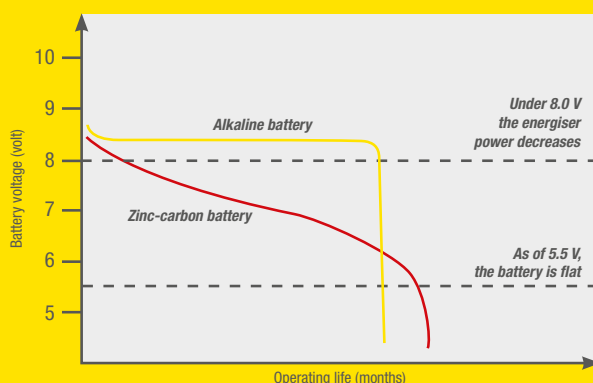 10
9
8
7
6
5
Battery voltage (volt)
Alkaline battery
Zinc-carbon battery
Under 8.0 V
the energiser
power decreases
As of 5.5 V,
the battery is flat
Operating life (months)